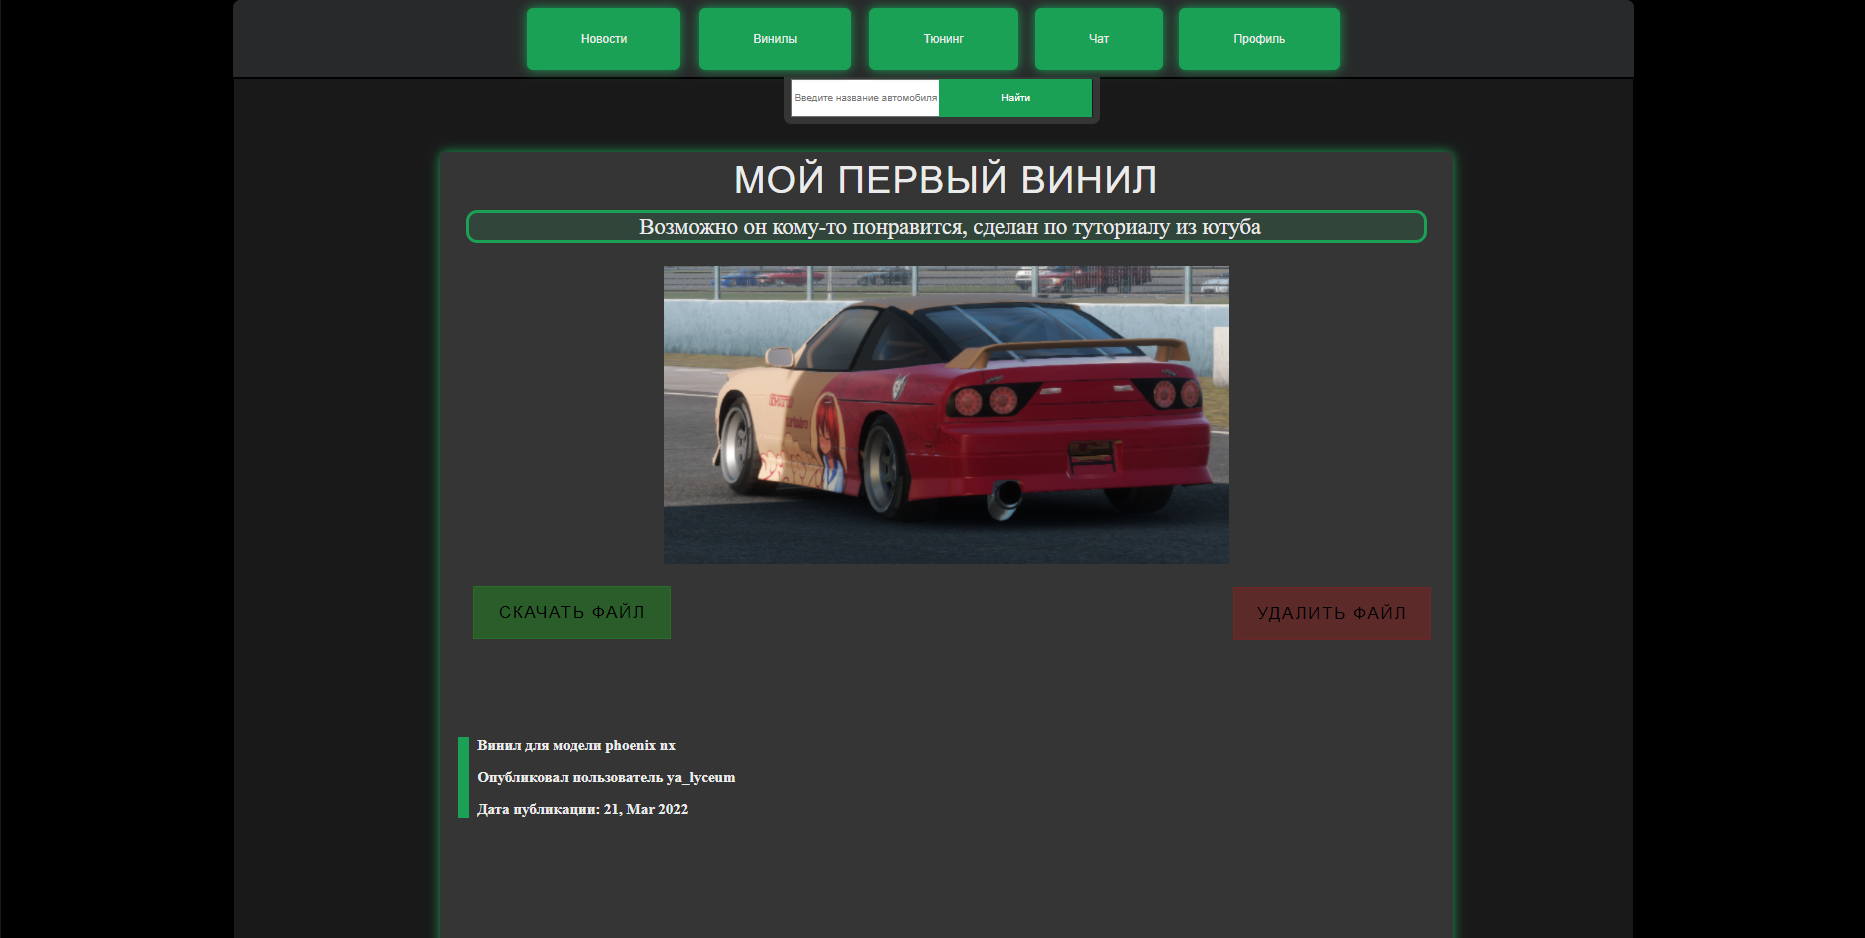 Новости
Винилы
Тюнинг
Чат
Профиль
Введите название автомобиля
Найти
МОЙ ПЕРВЫЙ ВИНИЛ
Возможно он кому-то понравится, сделан по туториалу из ютуба
СКАЧАТЬ ФАЙЛ
УДАЛИТЬ ФАЙЛ
Винил для модели phoenix nx
Опубликовал пользователь ya_lyceum
Дата публикации: 21, Mar 2022